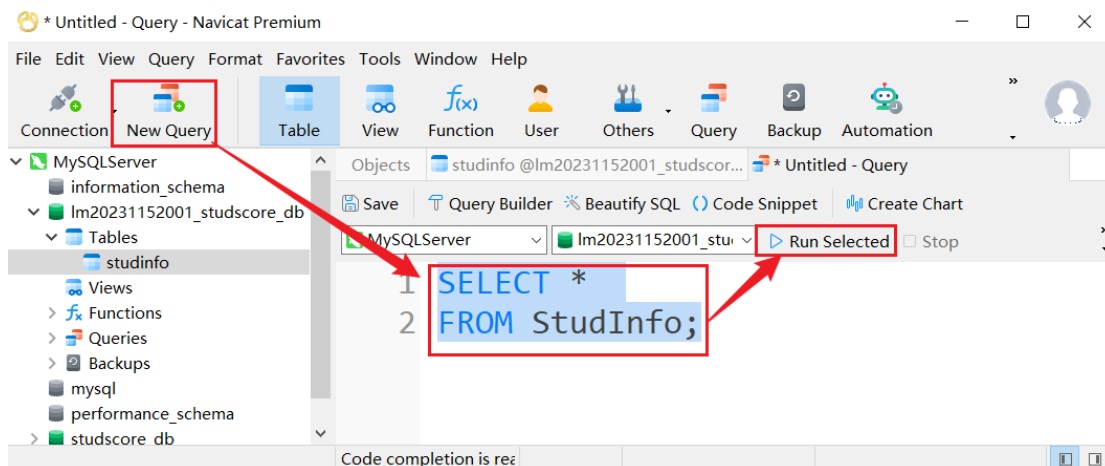 * Untitled - Query - Navicat Premium
File Edit View Query Format Favorites Tools Window Help
Connection New Query Table View Function User Others Query Backup Automation
MySQLServer
information_schema
lm20231152001_studscore_db
Tables
studinfo
Views
Functions
Queries
Backups
mysql
performance_schema
studscore_db
Objects studinfo @lm20231152001_studscor... * Untitled - Query
Save Query Builder Beautify SQL () Code Snippet Create Chart
MySQLServer lm20231152001_stu Run Selected Stop
1 SELECT *
2 FROM StudInfo;
Code completion is rea